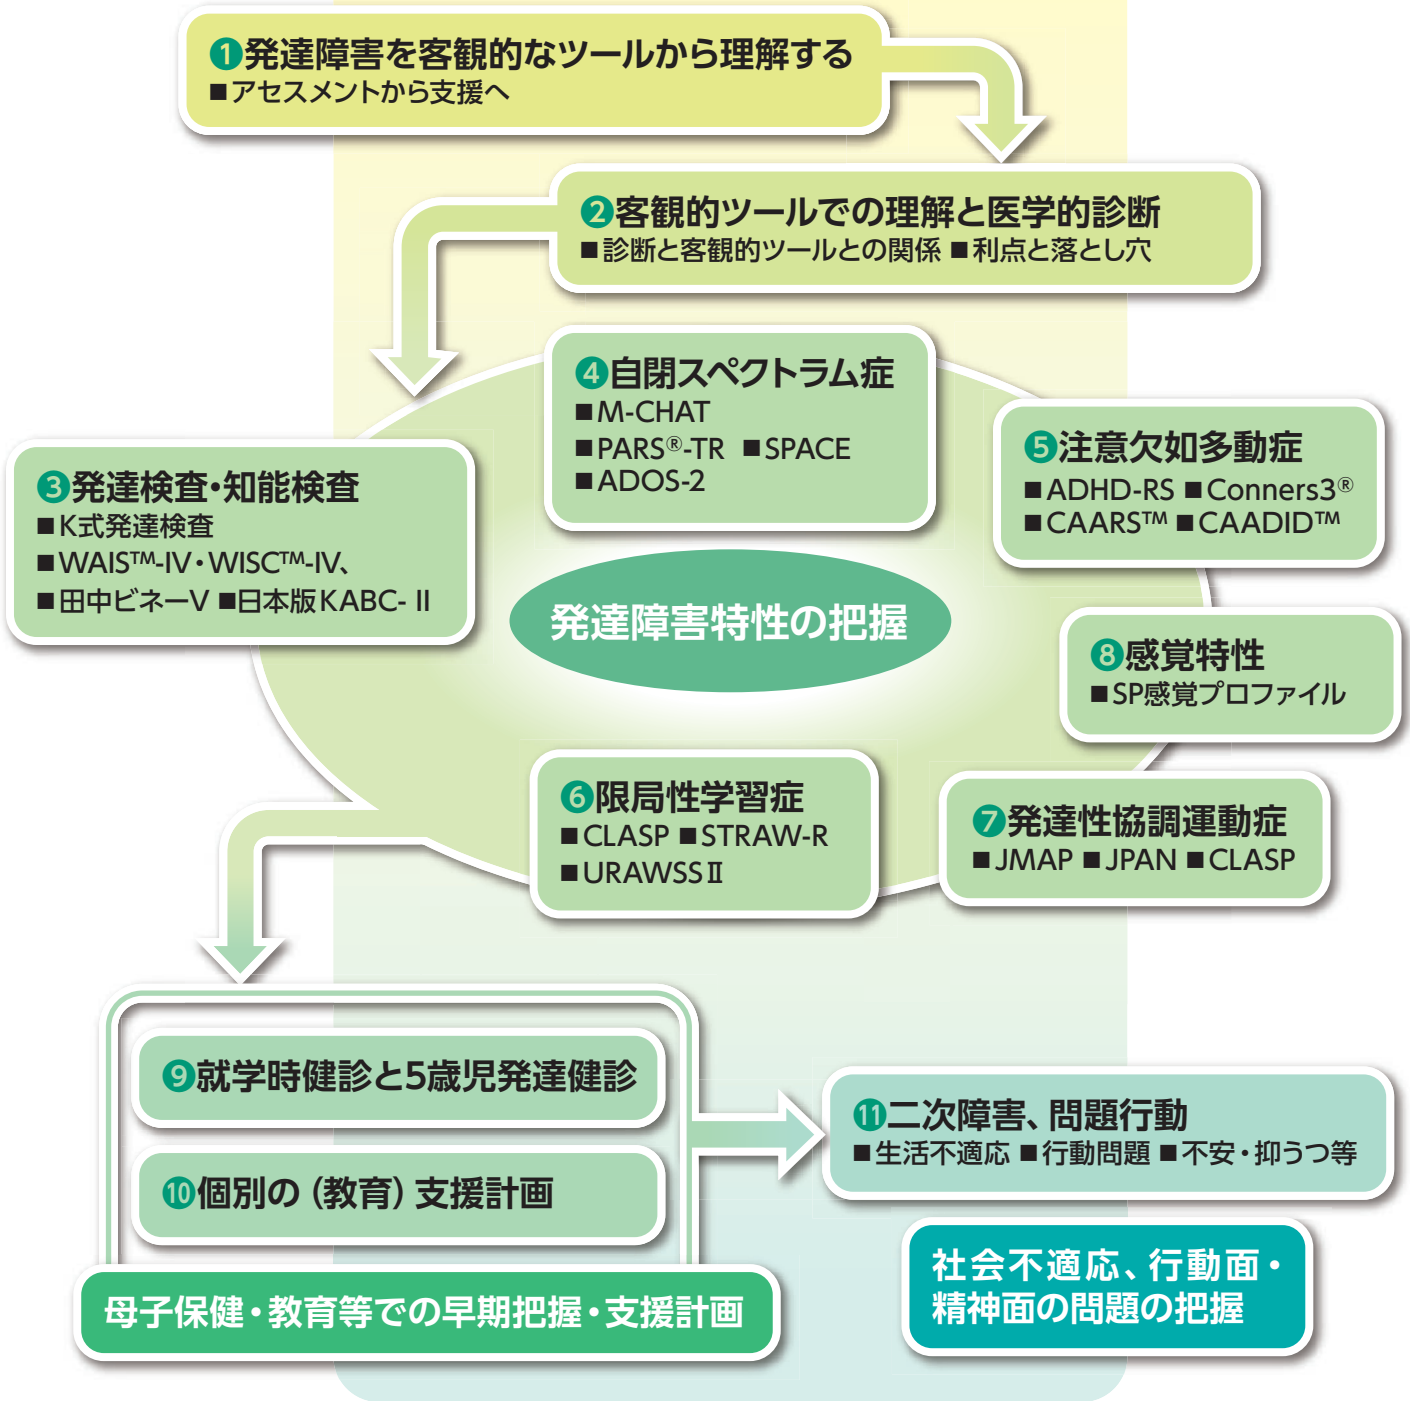 ❶発達障害を客観的なツールから理解する
■アセスメントから支援へ
❷客観的ツールでの理解と医学的診断
■診断と客観的ツールとの関係 ■利点と落とし穴
❸発達検査・知能検査
■K式発達検査
■WAIS™-IV・WISC™-IV、
■田中ビネーV ■日本版KABC-Ⅱ
❹自閉スペクトラム症
■M-CHAT
■PARS®-TR ■SPACE
■ADOS-2
❺注意欠如多動症
■ADHD-RS ■Conners3®
■CAARS™ ■CAADID™
発達障害特性の把握
❽感覚特性
■SP感覚プロファイル
❻限局性学習症
■CLASP ■STRAW-R
■URAWSSⅡ
❼発達性協調運動症
■JMAP ■JPAN ■CLASP
❾就学時健診と5歳児発達健診
❿個別の（教育）支援計画
母子保健・教育等での早期把握・支援計画
⓫二次障害、問題行動
■生活不適応 ■行動問題 ■不安・抑うつ等
社会不適応、行動面・
精神面の問題の把握